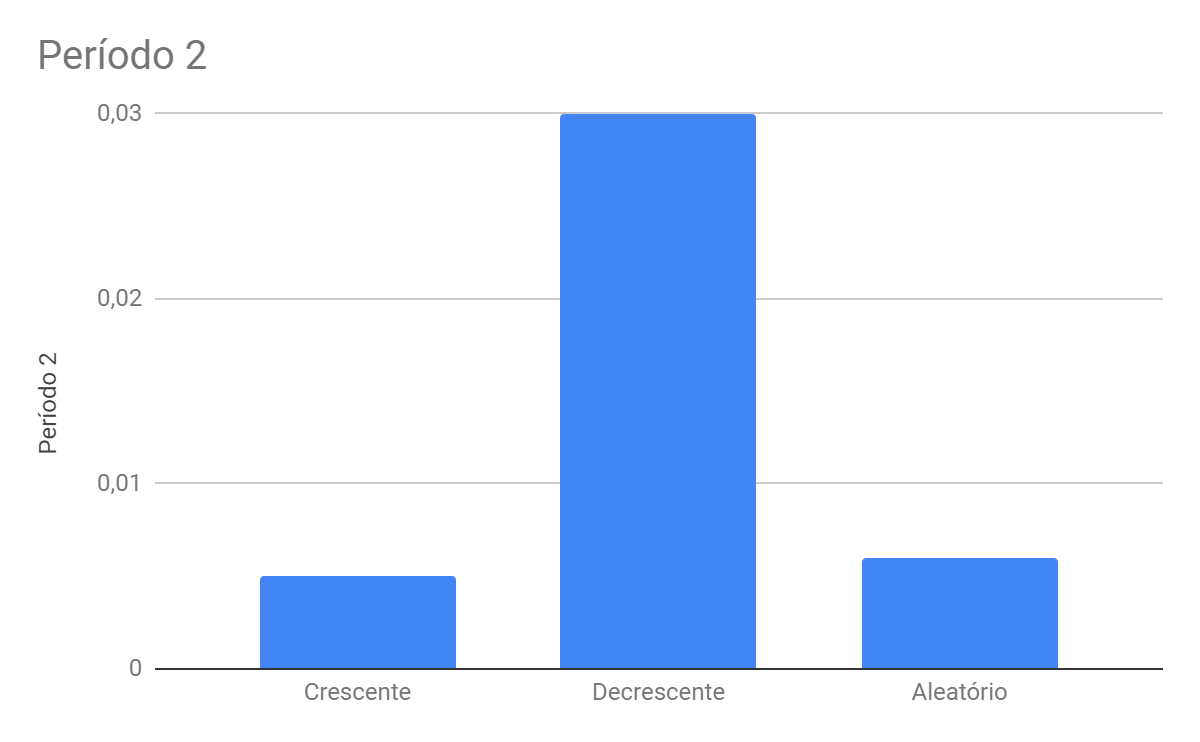 Período 2
0,03
0,02
0,01
0
Período 2
Crescente
Decrescente
Aleatório